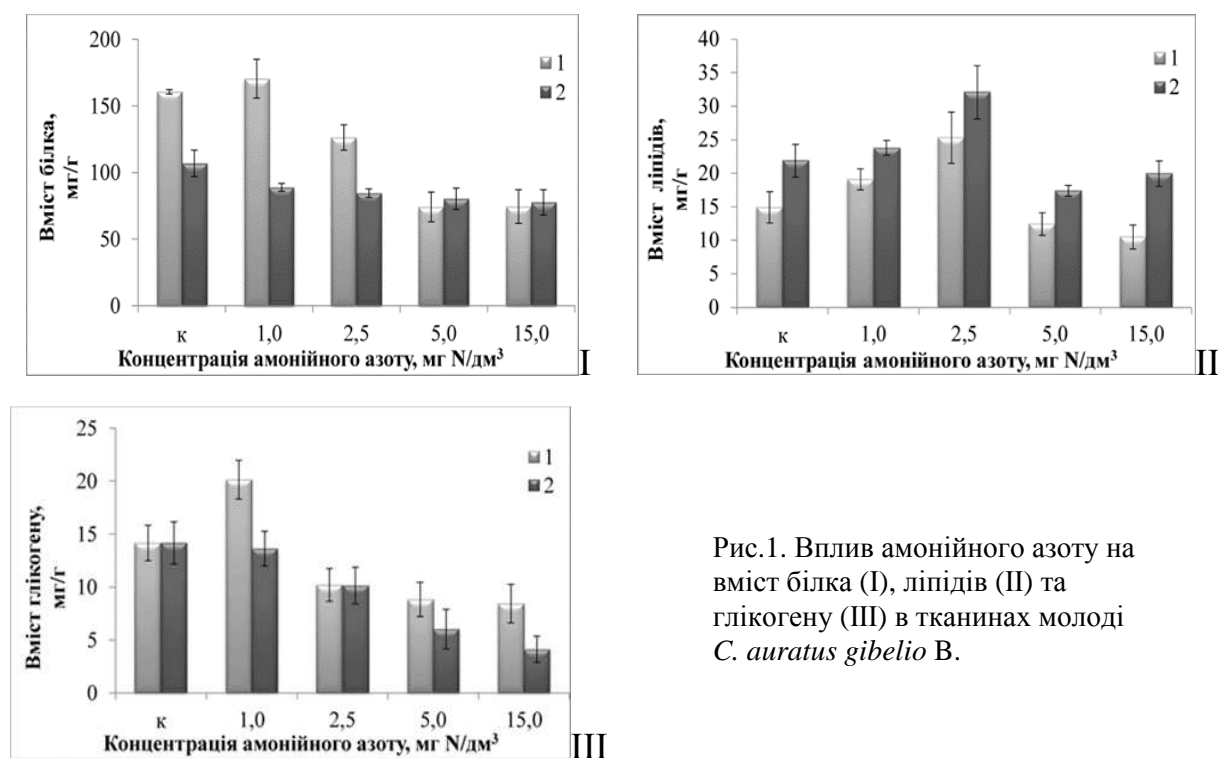 200
150
100
50
0
Вміст білка,
мг/г
1
2
к 1,0 2,5 5,0 15,0
Концентрація амонійного азоту, мг N/дм³
I
40
35
30
25
20
15
10
5
0
Вміст ліпідів,
мг/г
1
2
к 1,0 2,5 5,0 15,0
Концентрація амонійного азоту, мг N/дм³
II
25
20
15
10
5
0
Вміст глікогену,
мг/г
1
2
к 1,0 2,5 5,0 15,0
Концентрація амонійного азоту, мг N/дм³
III
Рис.1. Вплив амонійного азоту на
вміст білка (I), ліпідів (II) та
глікогену (III) в тканинах молоді
C. auratus gibelio B.